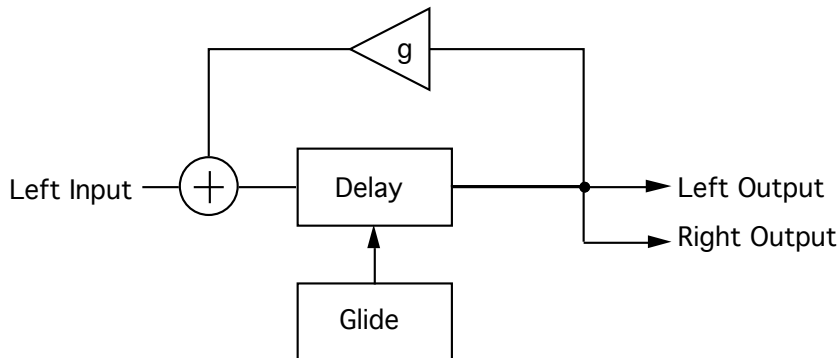 g
Left Input
+
Delay
Left Output
Right Output
Glide